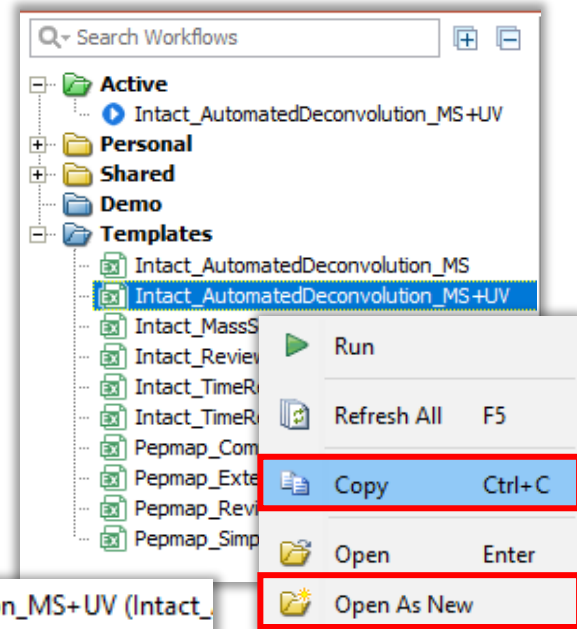 Search Workflows
Active
Intact_AutomatedDeconvolution_MS+UV
Personal
Shared
Demo
Templates
Intact_AutomatedDeconvolution_MS
Intact_AutomatedDeconvolution_MS+UV
Intact_MassS
Intact_Review
Intact_TimeR
Intact_TimeR
Pepmap_Com
Pepmap_Exte
Pepmap_Revi
Pepmap_Simp
Run
Refresh All F5
Copy Ctrl+C
Open Enter
Open As New
n_MS+UV (Intact_